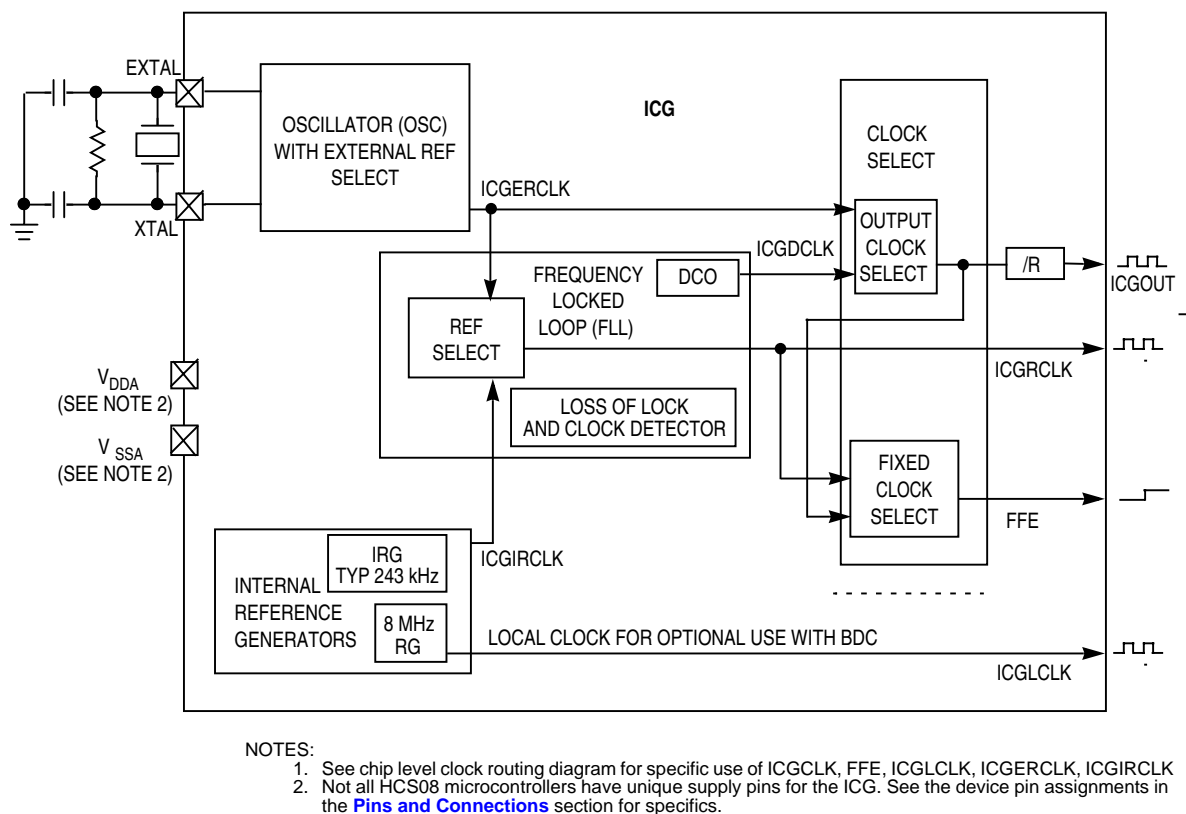 EXTAL
OSCILLATOR (OSC)
WITH EXTERNAL REF
SELECT
XTAL
ICG
CLOCK
SELECT
ICGERCLK
OUTPUT
CLOCK
SELECT
ICGDCLK
/R
ICGOUT
FREQUENCY
LOCKED
LOOP (FLL)
DCO
REF
SELECT
ICGRCLK
LOSS OF LOCK
AND CLOCK DETECTOR
VDDA
(SEE NOTE 2)
V SSA
(SEE NOTE 2)
FIXED
CLOCK
SELECT
FFE
ICGIRCLK
IRG
TYP 243 kHz
INTERNAL
REFERENCE
GENERATORS
8 MHz
RG
LOCAL CLOCK FOR OPTIONAL USE WITH BDC
ICGLCLK
NOTES:
1. See chip level clock routing diagram for specific use of ICGCLK, FFE, ICGLCLK, ICGERCLK, ICGIRCLK
2. Not all HCS08 microcontrollers have unique supply pins for the ICG. See the device pin assignments in
the Pins and Connections section for specifics.